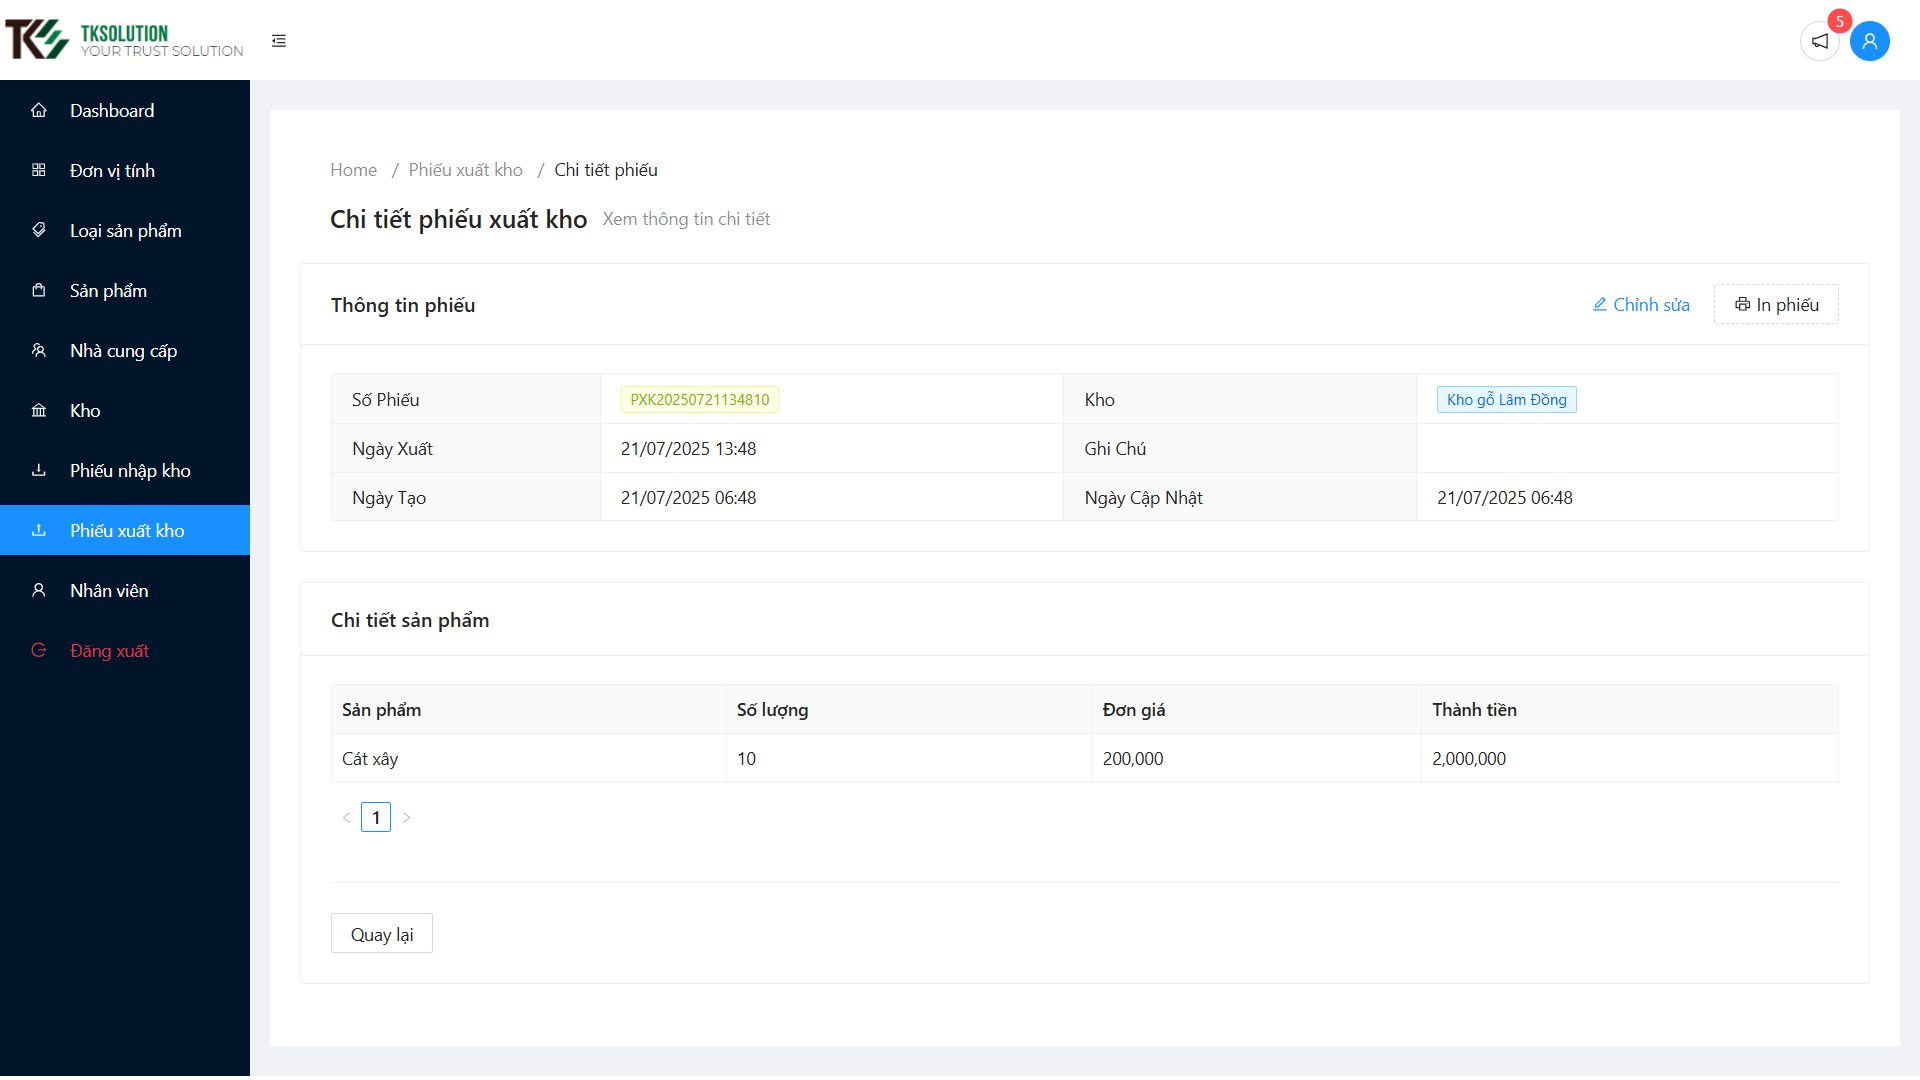 TKS TKSOLUTION
YOUR TRUST SOLUTION
5
Dashboard
Đơn vị tính
Loại sản phẩm
Sản phẩm
Nhà cung cấp
Kho
Phiếu nhập kho
Phiếu xuất kho
Nhân viên
Đăng xuất
Home / Phiếu xuất kho / Chi tiết phiếu
Chi tiết phiếu xuất kho Xem thông tin chi tiết
Thông tin phiếu Chỉnh sửa In phiếu
Số Phiếu PXK20250721134810 Kho Kho gỗ Lâm Đồng
Ngày Xuất 21/07/2025 13:48 Ghi Chú
Ngày Tạo 21/07/2025 06:48 Ngày Cập Nhật 21/07/2025 06:48
Chi tiết sản phẩm
Sản phẩm Số lượng Đơn giá Thành tiền
Cát xây 10 200,000 2,000,000
< 1 >
Quay lại